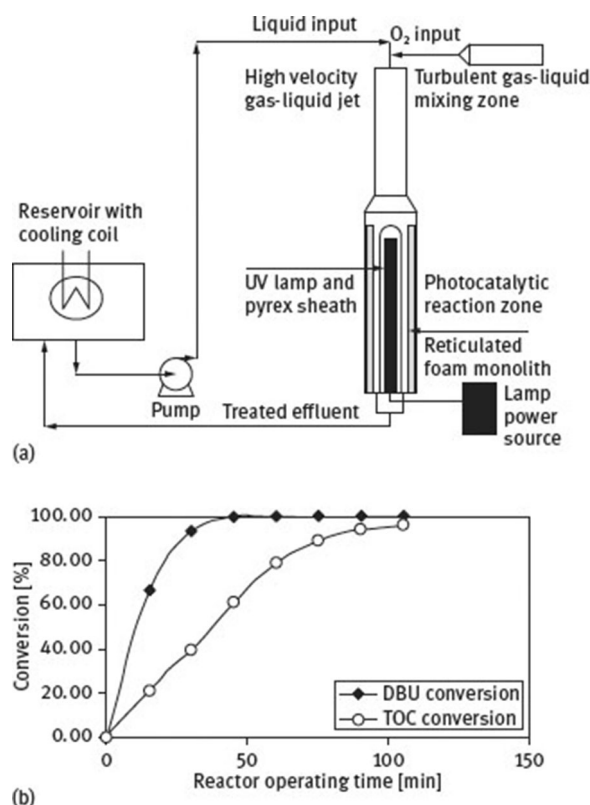 Liquid input
O₂ input
High velocity
gas-liquid jet
Turbulent gas-liquid
mixing zone
Reservoir with
cooling coil
UV lamp and
pyrex sheath
Photocatalytic
reaction zone
Reticulated
foam monolith
Pump
Lamp
power
source
Treated effluent
(a)
100.00
80.00
60.00
40.00
20.00
0.00
Conversion [%]
DBU conversion
TOC conversion
0
50
100
150
Reactor operating time [min]
(b)